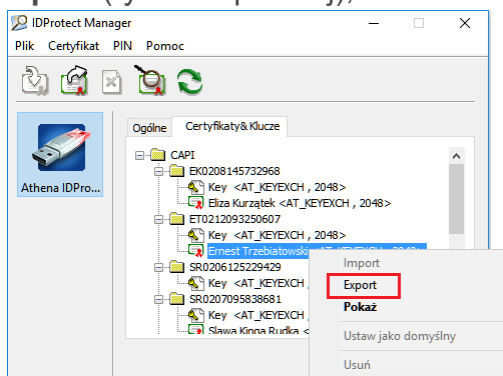 IDProtect Manager
Plik Certyfikat PIN Pomoc
Athena IDPro...
Ogólne Certyfikaty& Klucze
CAPI
EK0208145732968
Key <AT_KEYEXCH , 2048>
Eliza Kurzątek <AT_KEYEXCH , 2048>
ET0212093250607
Key <AT_KEYEXCH , 2048>
Ernest Trzebiatowski <AT_KEYEXCH , 2048>
SR0206125229429
Key <AT_KEYEXCH ,
SR0207095838681
Key <AT_KEYEXCH ,
Sława Kinga Rudka <
Import
Export
Pokaż
Ustaw jako domyślny
Usuń